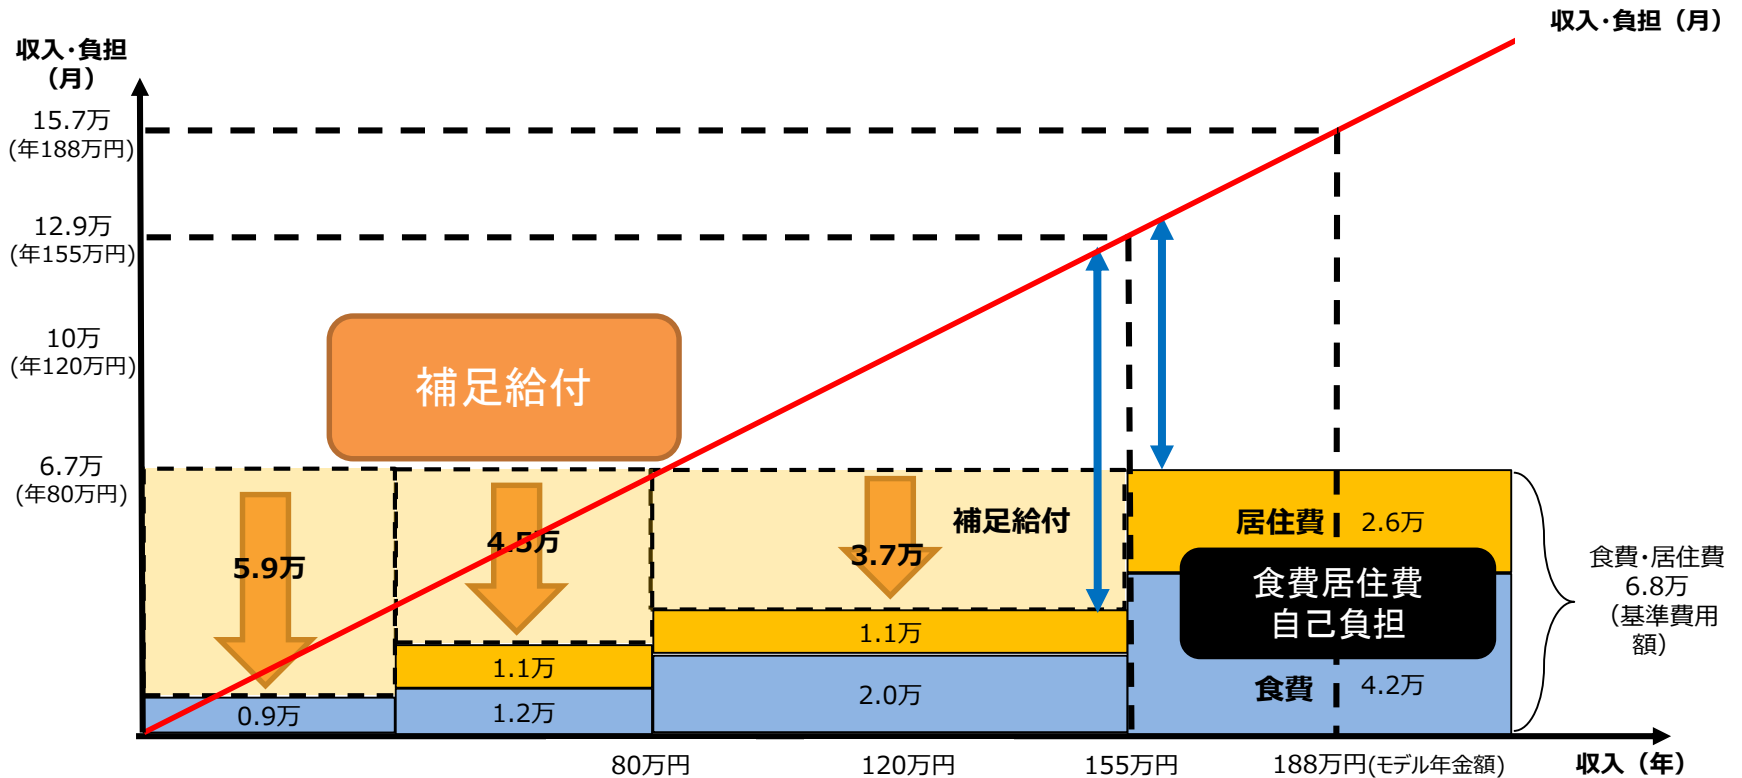 収入・負担（月）
収入・負担
（月）
15.7万
(年188万円)
12.9万
(年155万円)
10万
(年120万円)
6.7万
(年80万円)
補足給付
5.9万
4.5万
3.7万
補足給付
0.9万
1.1万
1.2万
1.1万
2.0万
居住費
2.6万
食費居住費
自己負担
食費
4.2万
食費・居住費
6.8万
（基準費用
額）
80万円
120万円
155万円
188万円(モデル年金額)
収入（年）